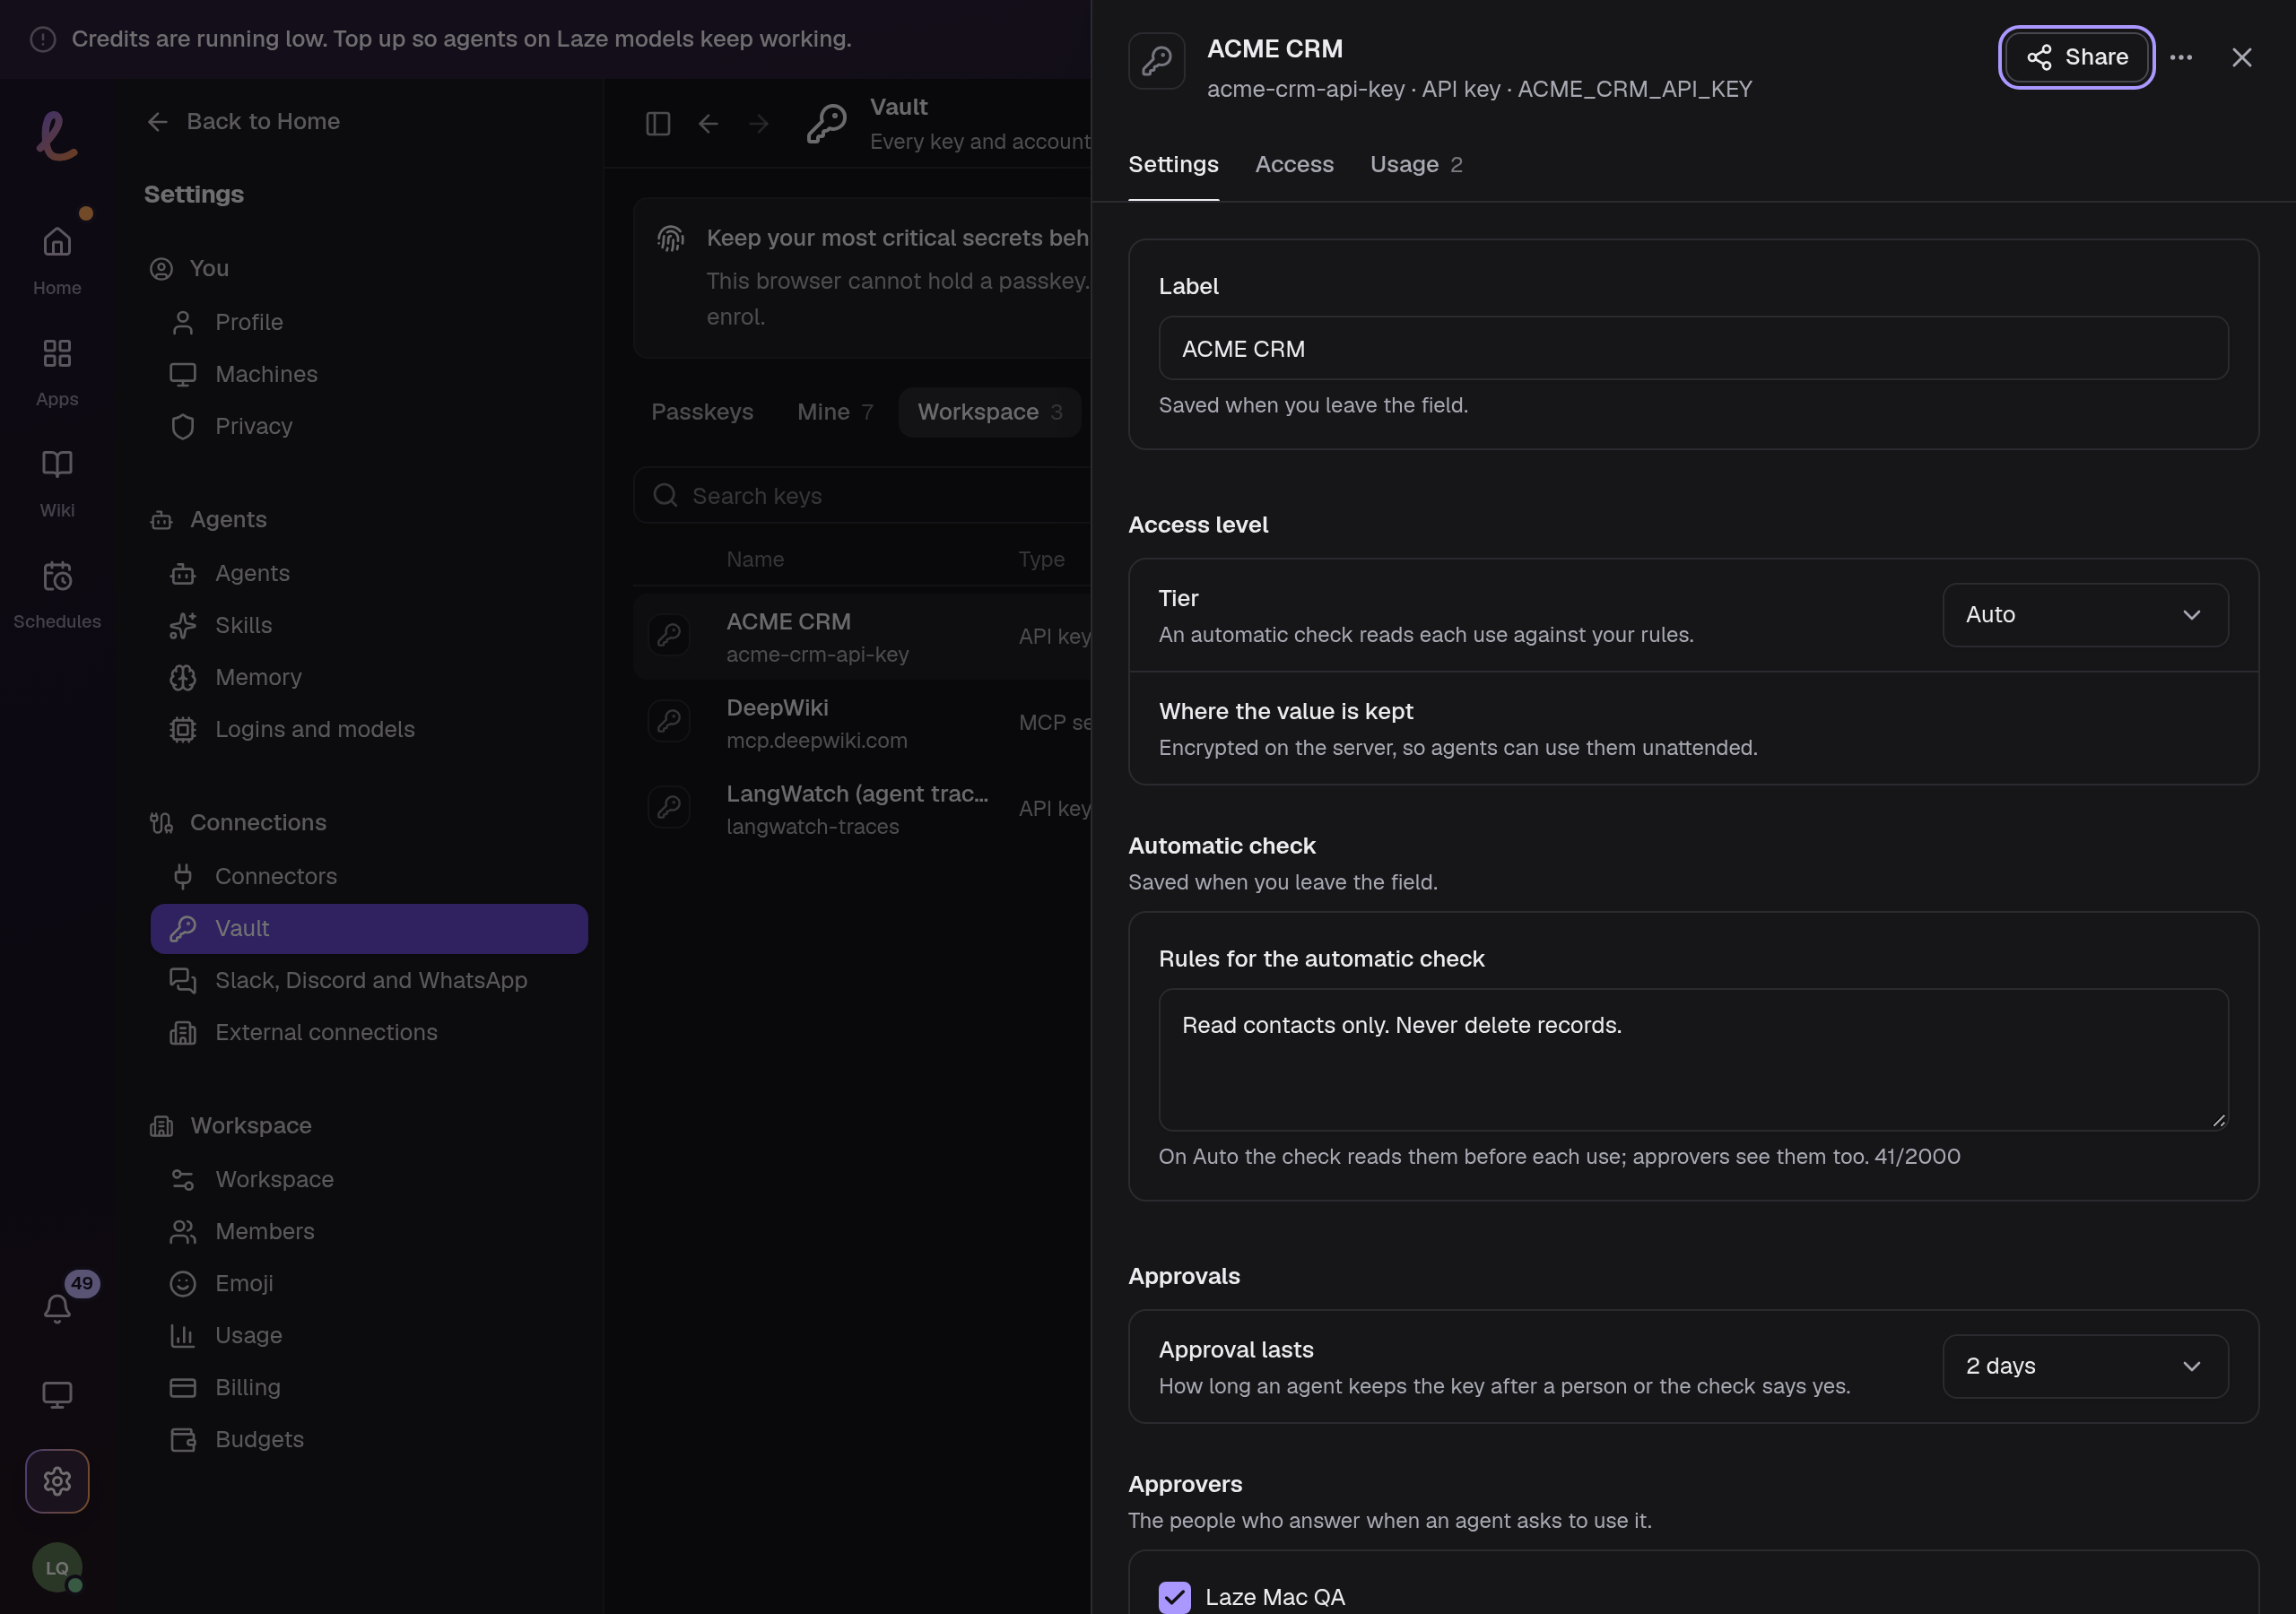 Credits are running low. Top up so agents on Laze models keep working.
Home
Apps
Wiki
Schedules
49
LQ
Back to Home
Settings
You
Profile
Machines
Privacy
Agents
Agents
Skills
Memory
Logins and models
Connections
Connectors
Vault
Slack, Discord and WhatsApp
External connections
Workspace
Workspace
Members
Emoji
Usage
Billing
Budgets
Vault
Every key and account
Keep your most critical secrets beh
This browser cannot hold a passkey.
enrol.
Passkeys Mine 7 Workspace 3
Search keys
Name Type
ACME CRM
acme-crm-api-key
API key
DeepWiki
mcp.deepwiki.com
MCP se
LangWatch (agent trac...
langwatch-traces
API key
ACME CRM
acme-crm-api-key · API key · ACME_CRM_API_KEY
Share
Settings Access Usage 2
Label
ACME CRM
Saved when you leave the field.
Access level
Tier
An automatic check reads each use against your rules.
Auto
Where the value is kept
Encrypted on the server, so agents can use them unattended.
Automatic check
Saved when you leave the field.
Rules for the automatic check
Read contacts only. Never delete records.
On Auto the check reads them before each use; approvers see them too. 41/2000
Approvals
Approval lasts
How long an agent keeps the key after a person or the check says yes.
2 days
Approvers
The people who answer when an agent asks to use it.
Laze Mac QA